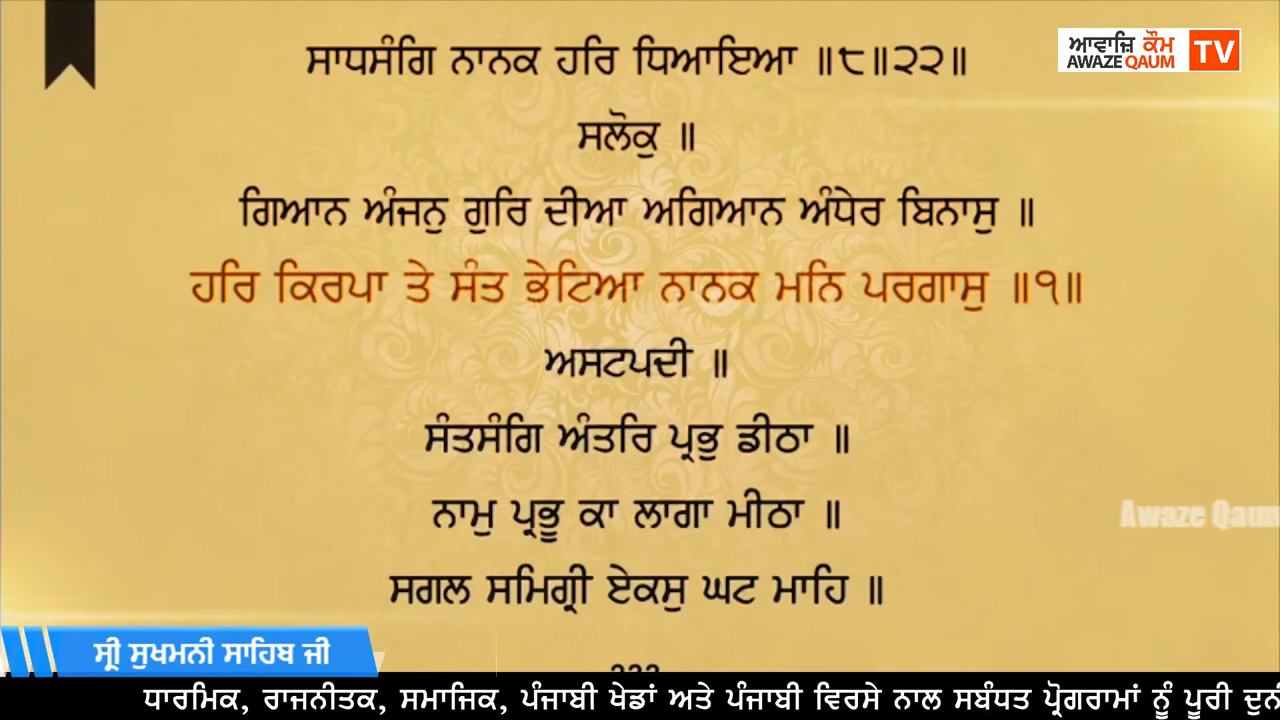 ਆਵਾਜ਼ਿ ਕੌਮ
AWAZE QAUM
TV
ਸਾਧਸੰਗਿ ਨਾਨਕ ਹਰਿ ਧਿਆਇਆ ॥੮॥੨੨॥
ਸਲੋਕੁ ॥
ਗਿਆਨ ਅੰਜਨੁ ਗੁਰਿ ਦੀਆ ਅਗਿਆਨ ਅੰਧੇਰ ਬਿਨਾਸੁ ॥
ਹਰਿ ਕਿਰਪਾ ਤੇ ਸੰਤ ਭੇਟਿਆ ਨਾਨਕ ਮਨਿ ਪਰਗਾਸੁ ॥੧॥
ਅਸਟਪਦੀ ॥
ਸੰਤਸੰਗਿ ਅੰਤਰਿ ਪ੍ਰਭੁ ਡੀਠਾ ॥
ਨਾਮੁ ਪ੍ਰਭੂ ਕਾ ਲਾਗਾ ਮੀਠਾ ॥
Awaze Qaum
ਸਗਲ ਸਮਿਗ੍ਰੀ ਏਕਸੁ ਘਟ ਮਾਹਿ ॥
ਸ੍ਰੀ ਸੁਖਮਨੀ ਸਾਹਿਬ ਜੀ
ਧਾਰਮਿਕ, ਰਾਜਨੀਤਕ, ਸਮਾਜਿਕ, ਪੰਜਾਬੀ ਖੇਡਾਂ ਅਤੇ ਪੰਜਾਬੀ ਵਿਰਸੇ ਨਾਲ ਸਬੰਧਤ ਪ੍ਰੋਗਰਾਮਾਂ ਨੂੰ ਪੂਰੀ